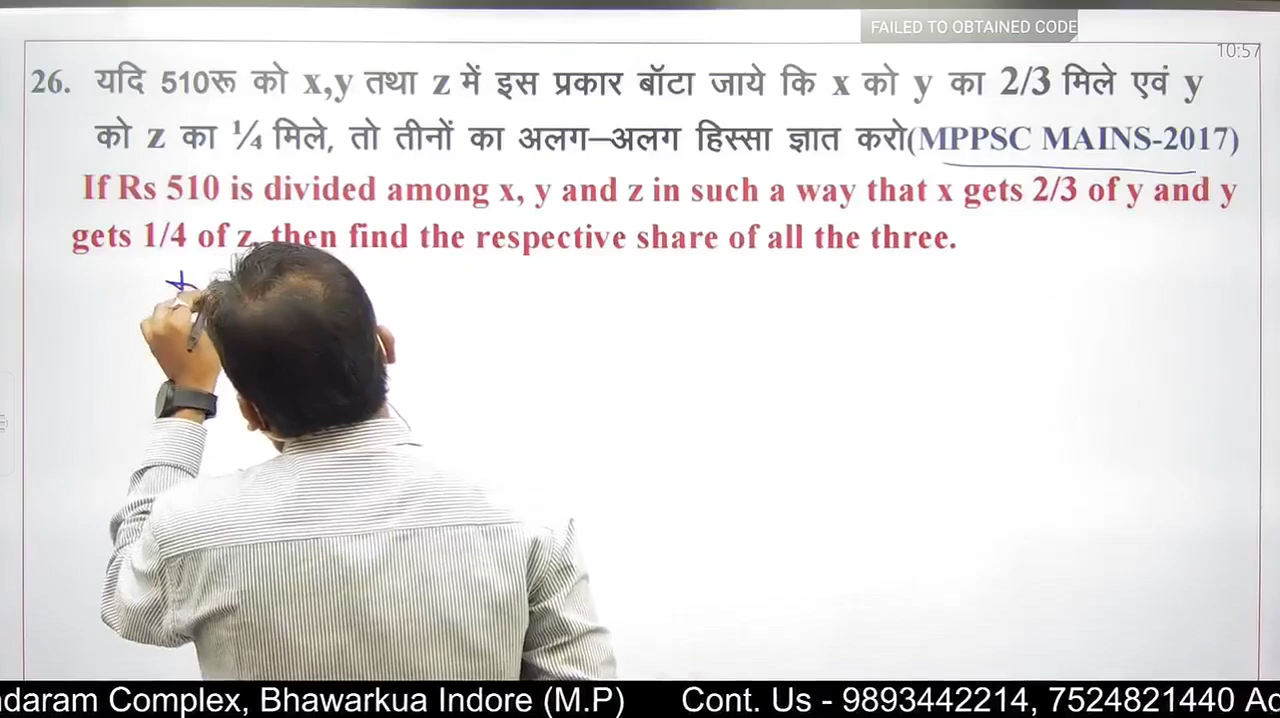 FAILED TO OBTAINED CODE
10:57
26. यदि 510रू को x,y तथा z में इस प्रकार बॉटा जाये कि x को y का 2/3 मिले एवं y
को z का ¼ मिले, तो तीनों का अलग–अलग हिस्सा ज्ञात करो(MPPSC MAINS-2017)
If Rs 510 is divided among x, y and z in such a way that x gets 2/3 of y and y
gets 1/4 of z, then find the respective share of all the three.
ndaram Complex, Bhawarkua Indore (M.P) Cont. Us - 9893442214, 7524821440 Ad